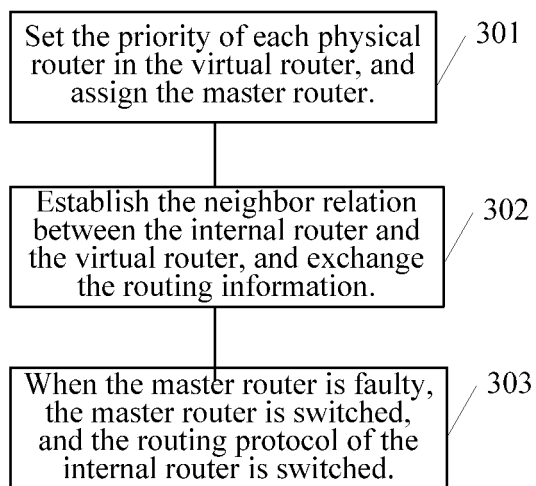 Set the priority of each physical
router in the virtual router, and
assign the master router.
301
Establish the neighbor relation
between the internal router and
the virtual router, and exchange
the routing information.
302
When the master router is faulty,
the master router is switched,
and the routing protocol of the
internal router is switched.
303